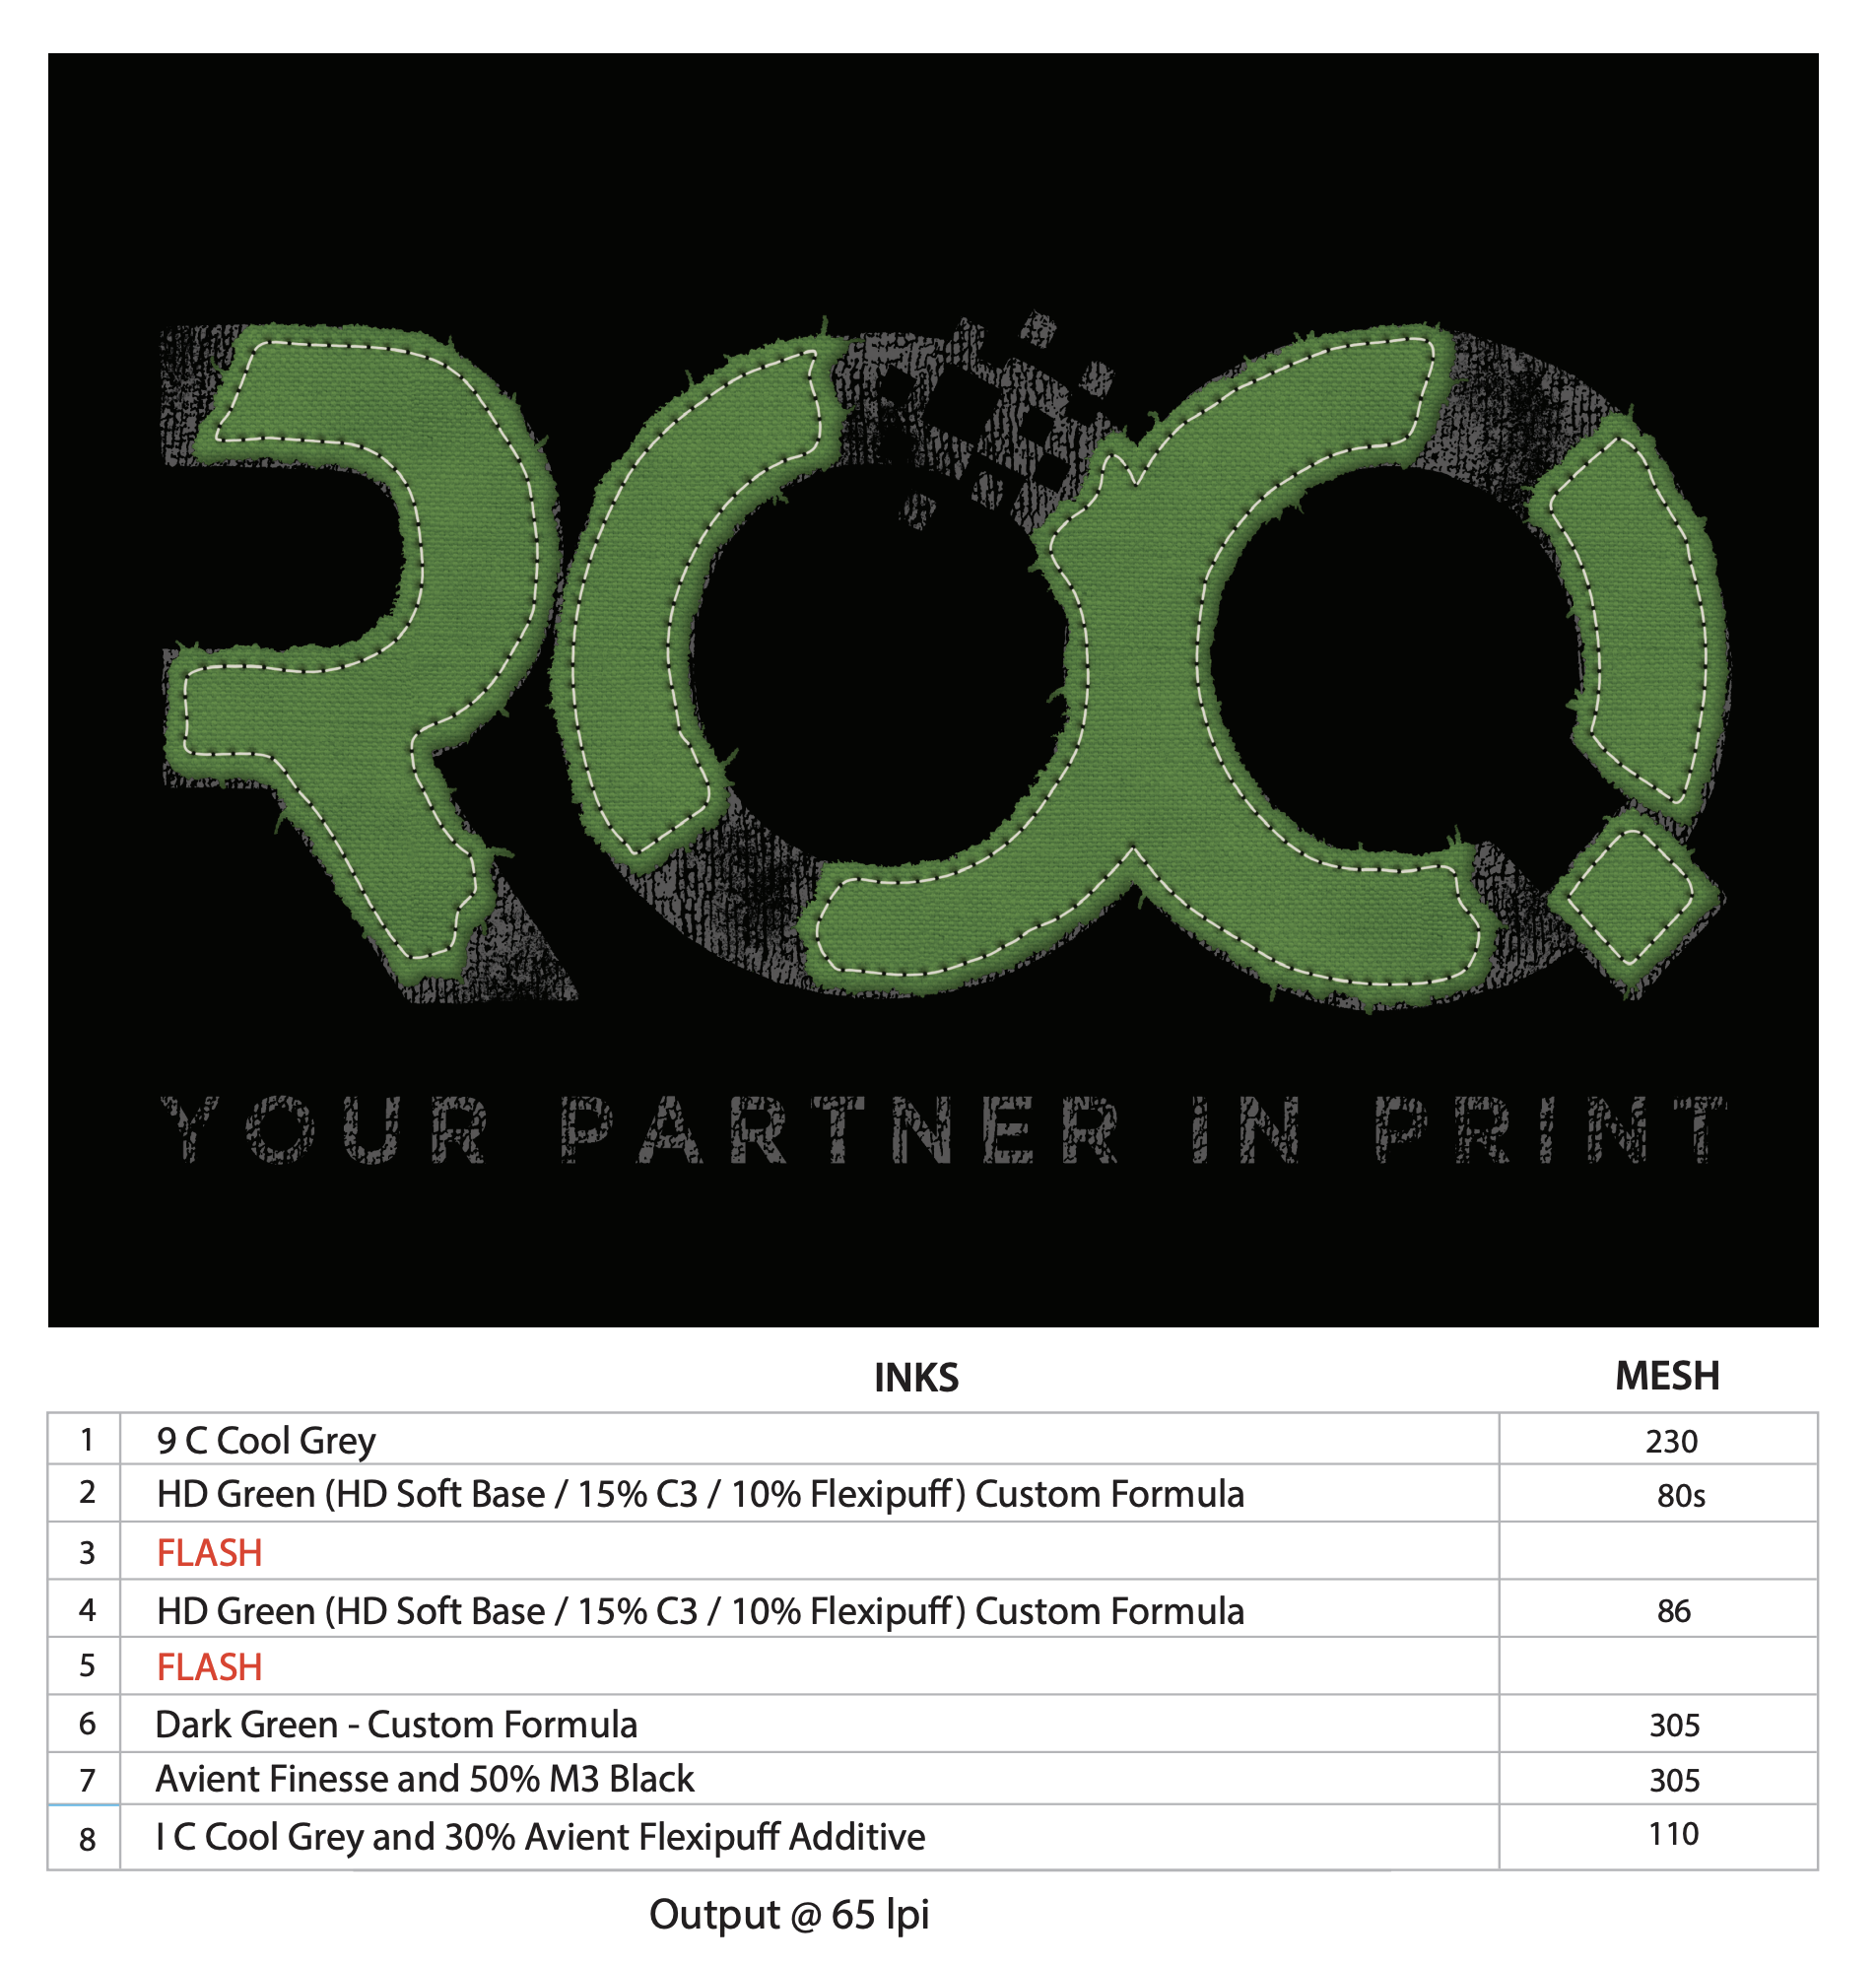 ROQ
YOUR PARTNER IN PRINT
INKS MESH
1 9 C Cool Grey 230
2 HD Green (HD Soft Base / 15% C3 / 10% Flexipuff) Custom Formula 80s
3 FLASH
4 HD Green (HD Soft Base / 15% C3 / 10% Flexipuff) Custom Formula 86
5 FLASH
6 Dark Green - Custom Formula 305
7 Avient Finesse and 50% M3 Black 305
8 I C Cool Grey and 30% Avient Flexipuff Additive 110
Output @ 65 lpi